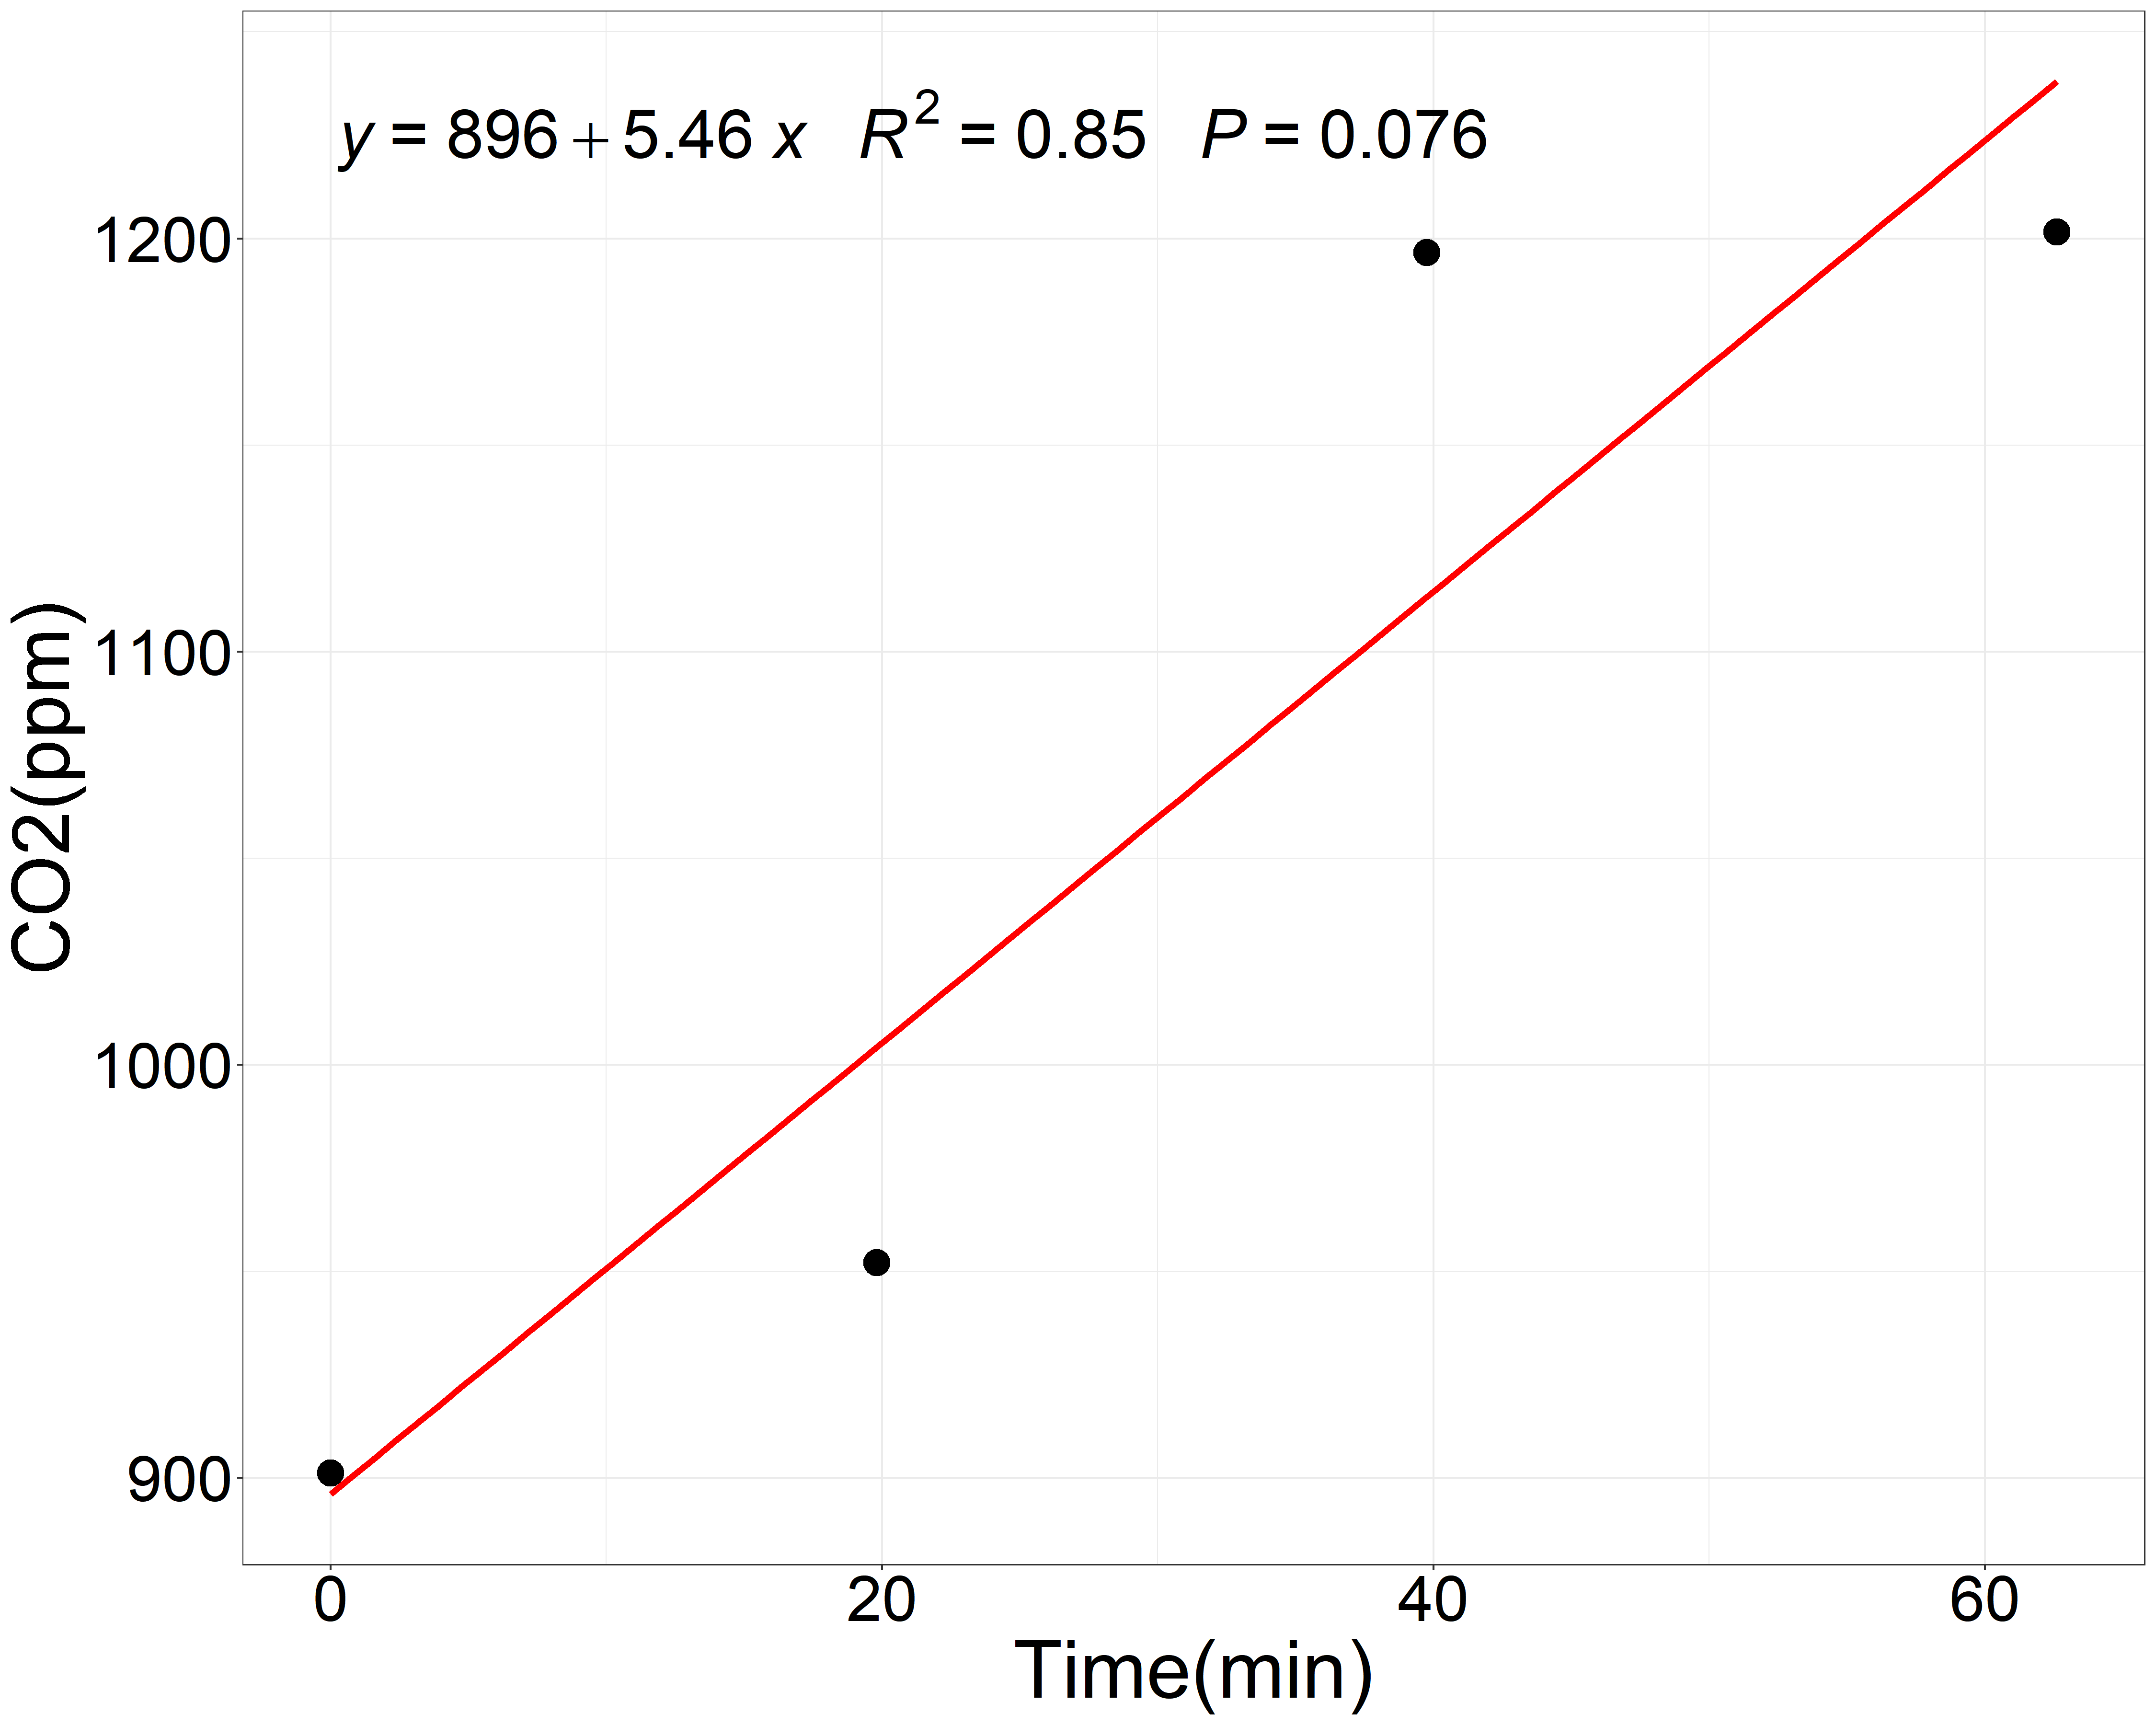 y = 896 + 5.46 x R² = 0.85 P = 0.076
1200
1100
1000
900
CO2(ppm)
0 20 40 60
Time(min)